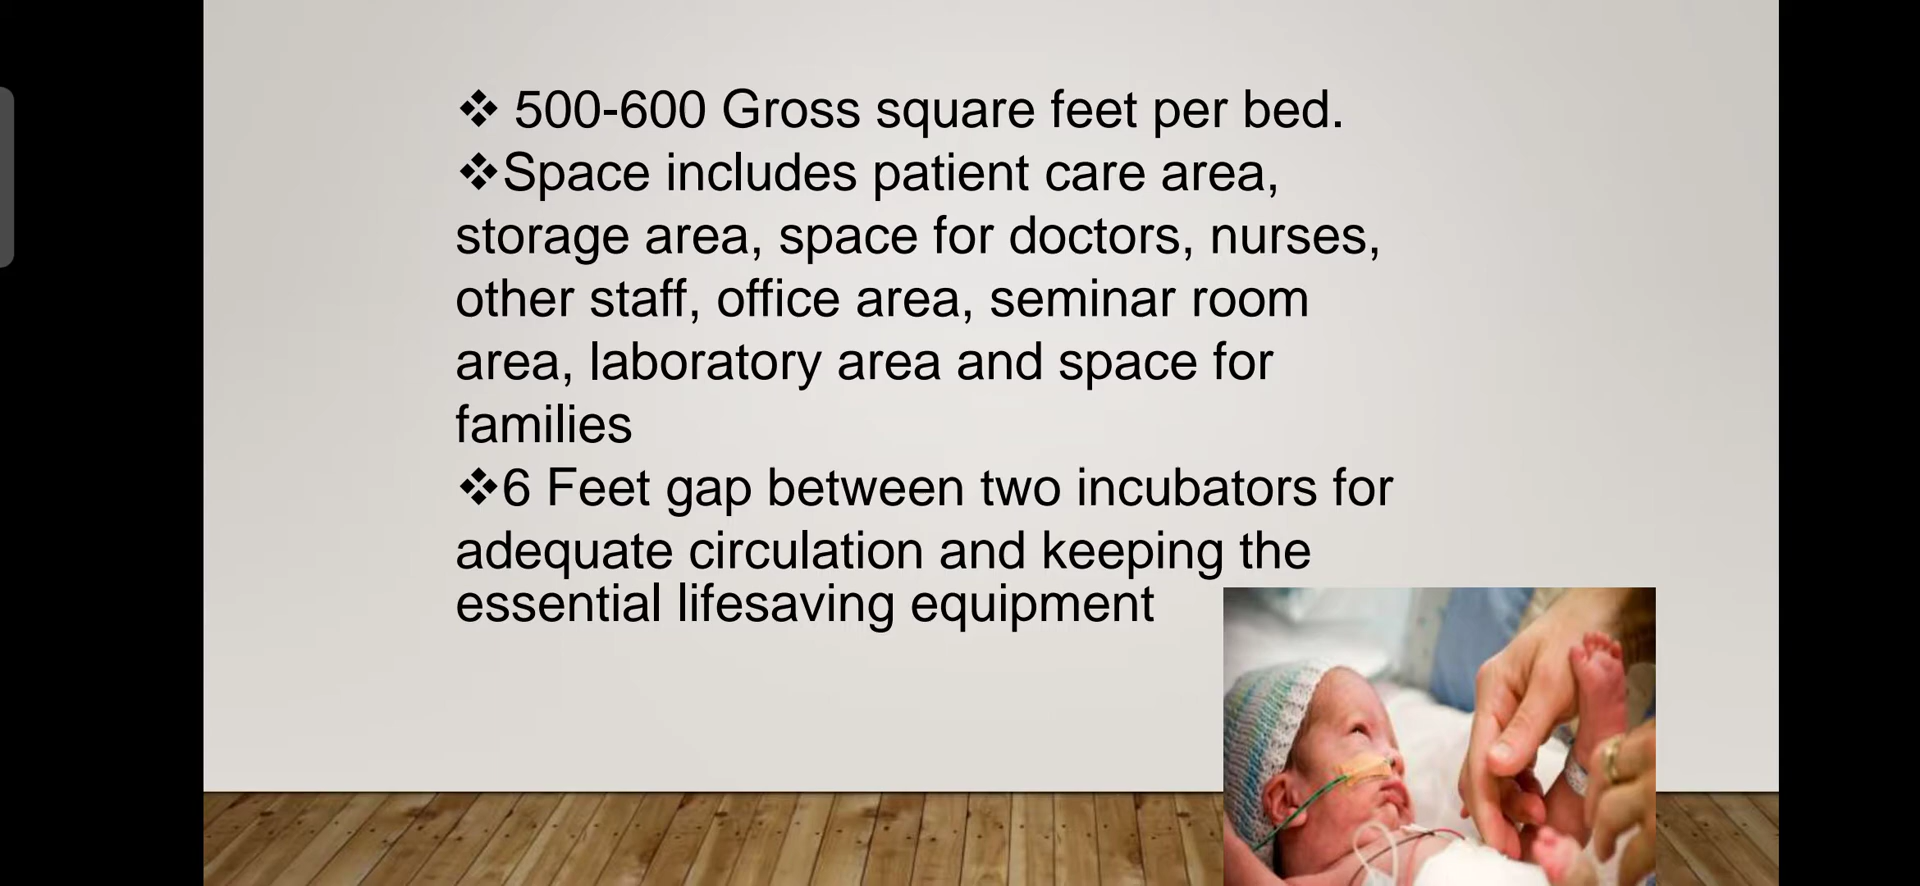 ❖ 500-600 Gross square feet per bed.
❖Space includes patient care area,
storage area, space for doctors, nurses,
other staff, office area, seminar room
area, laboratory area and space for
families
❖6 Feet gap between two incubators for
adequate circulation and keeping the
essential lifesaving equipment